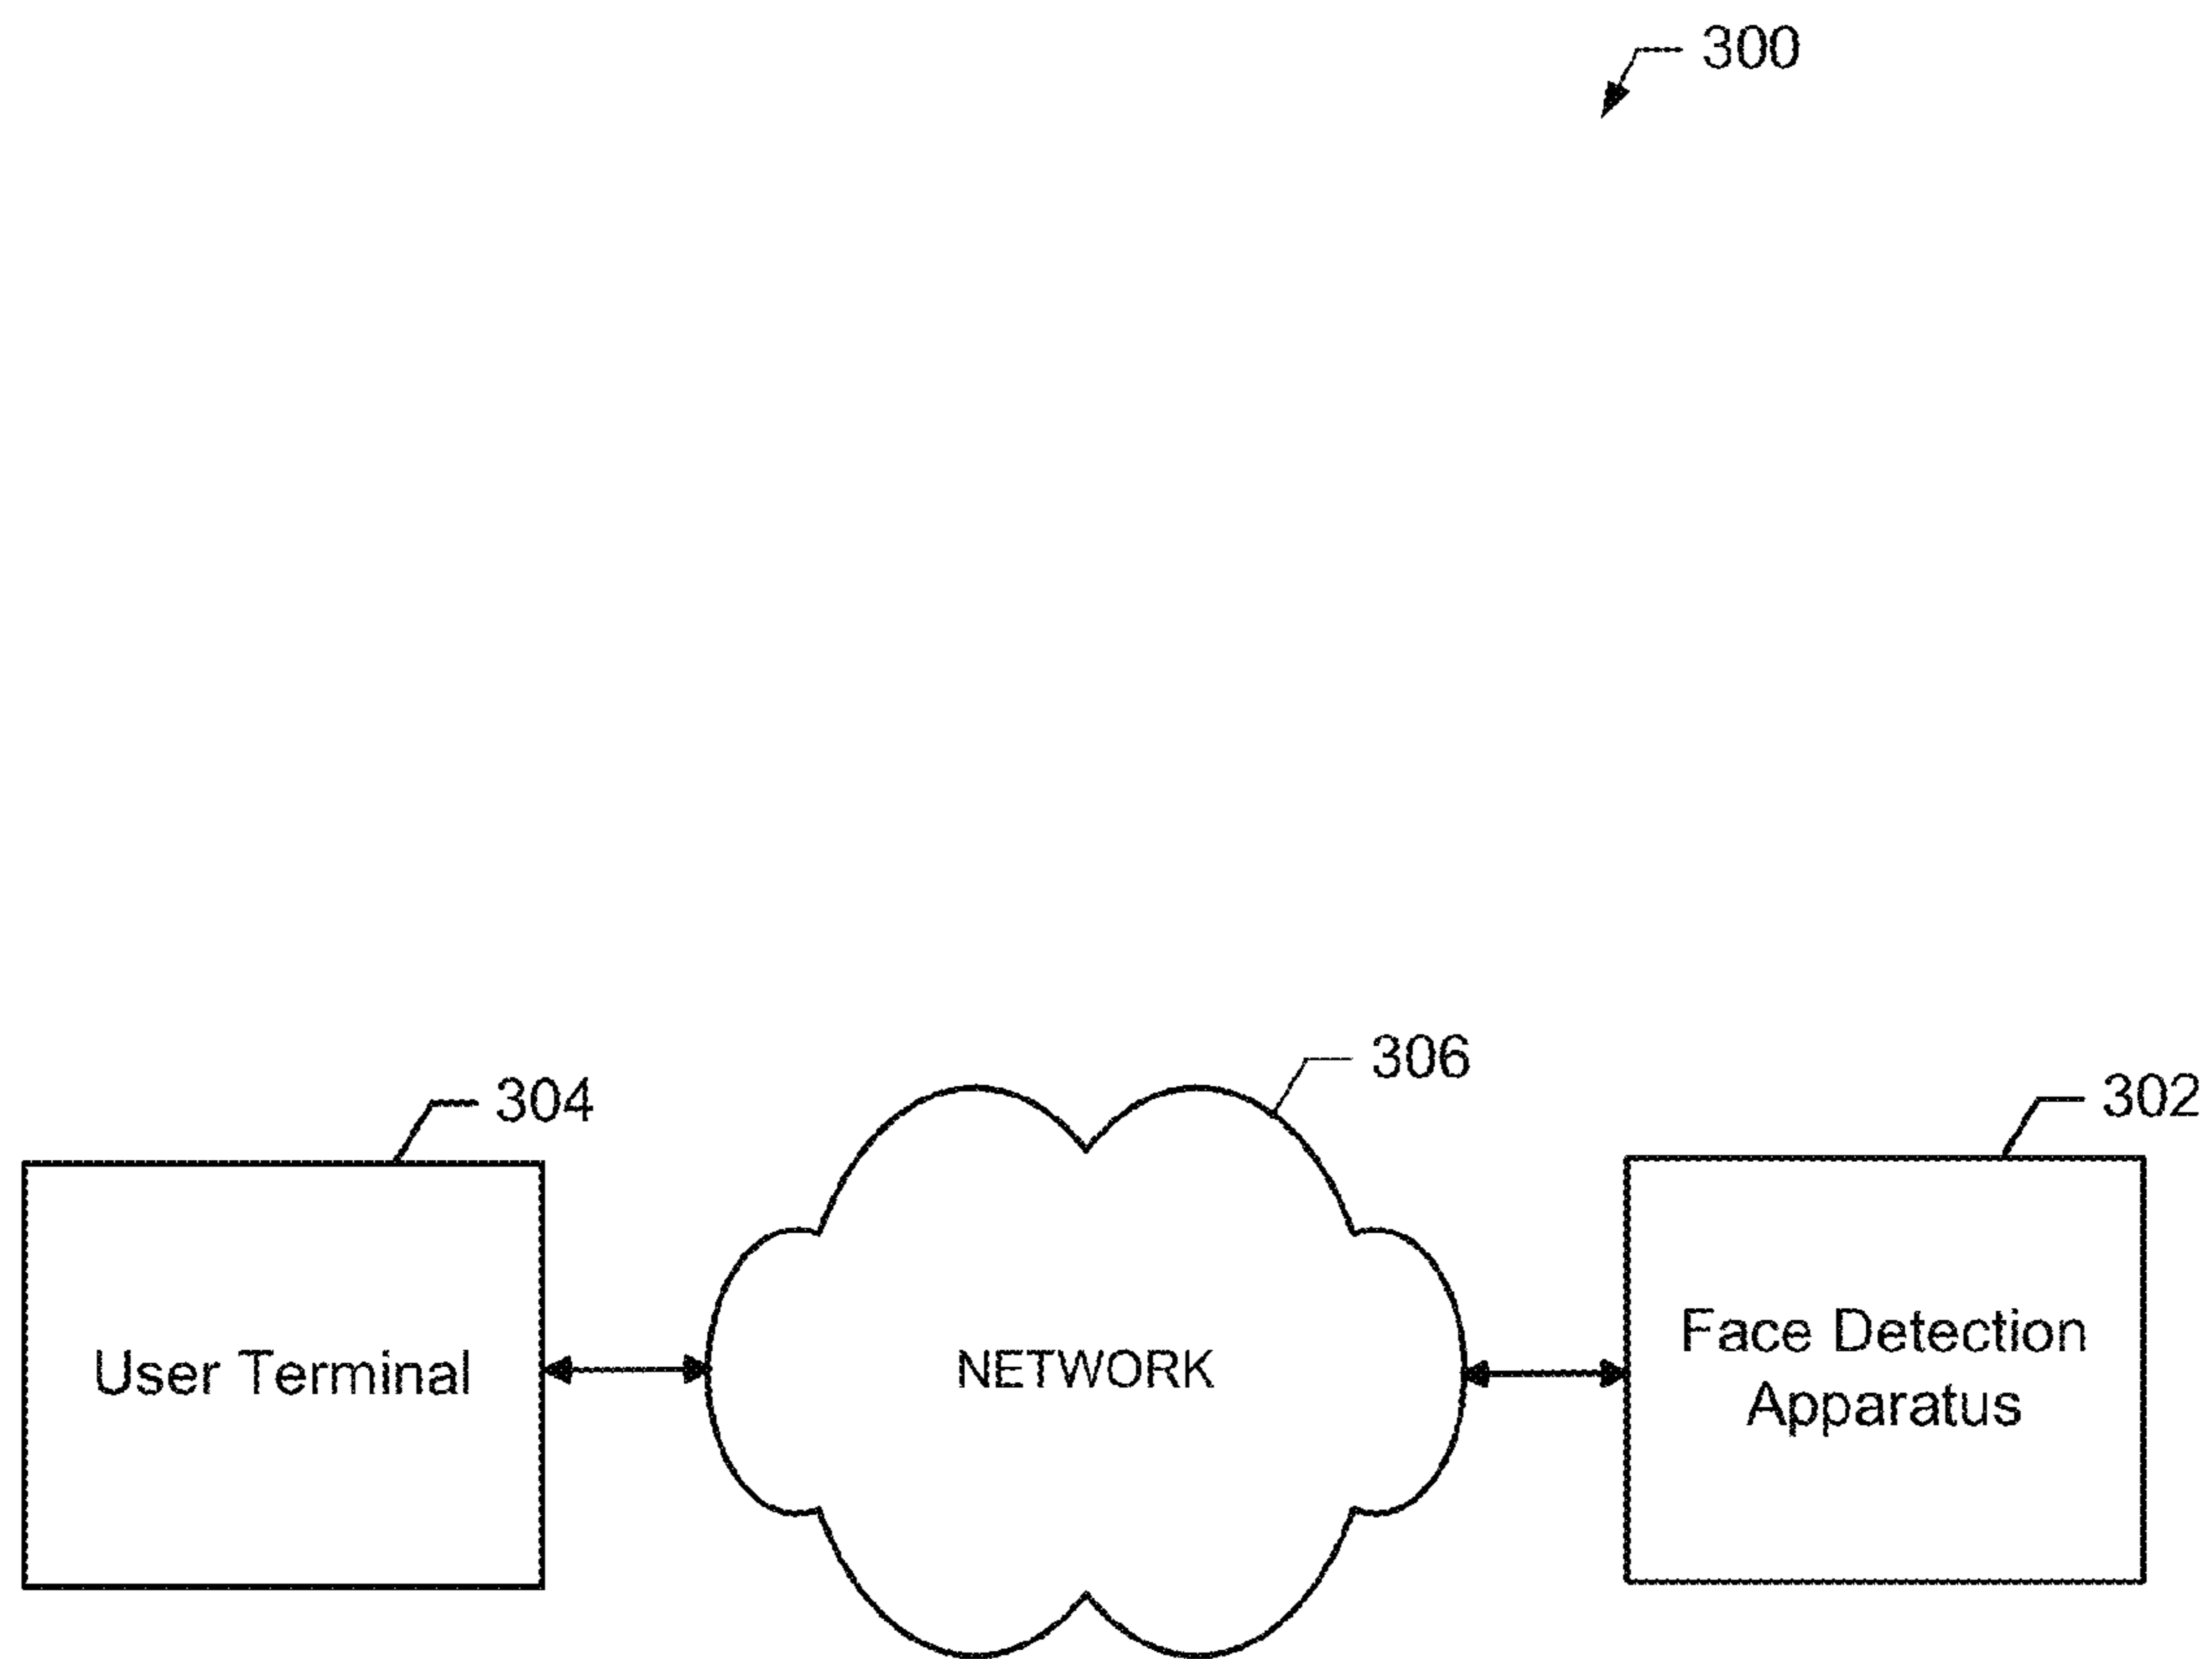 300
306
304
302
User Terminal
NETWORK
Face Detection
Apparatus